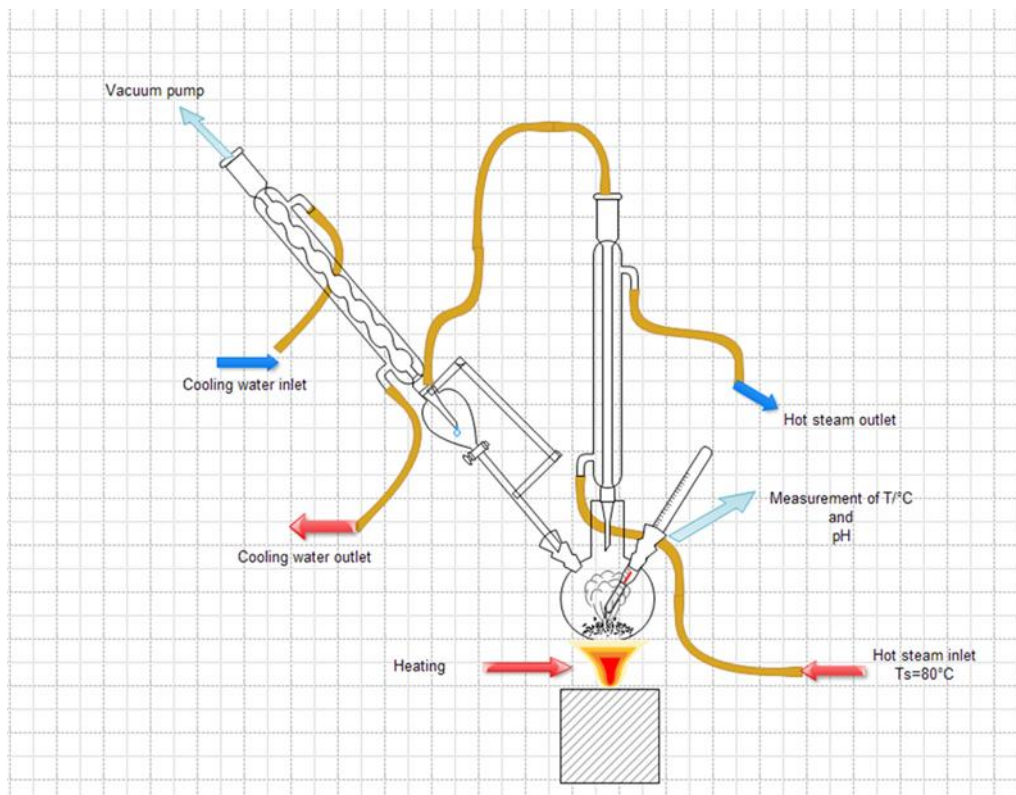 Vacuum pump
Cooling water inlet
Hot steam outlet
Measurement of T/°C
and
pH
Cooling water outlet
Heating
Hot steam inlet
Ts=80°C